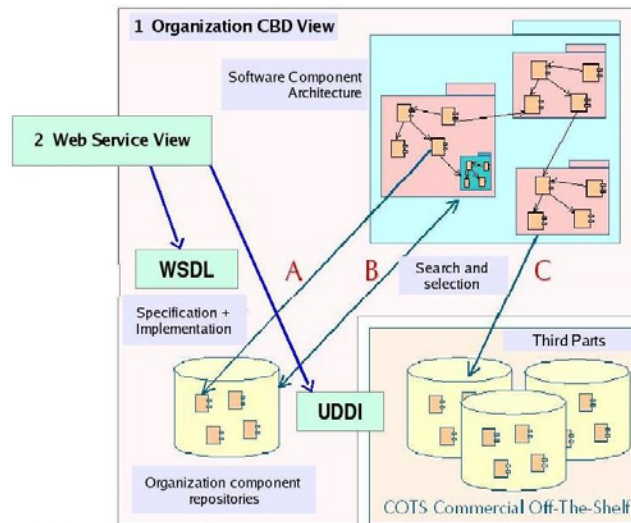 1 Organization CBD View
Software Component
Architecture
2 Web Service View
WSDL
A
B
C
Search and
selection
Specification +
Implementation
Third Parts
UDDI
Organization component
repositories
COTS Commercial Off-The-Shelf